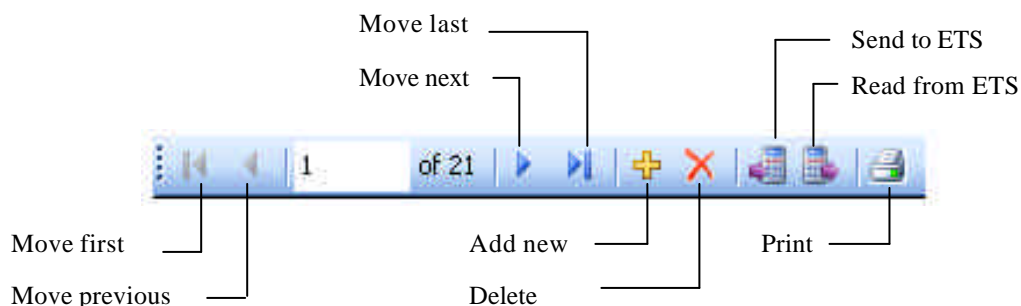 Move last
Send to ETS
Move next
Read from ETS
1 of 21
Move first
Add new
Print
Move previous
Delete